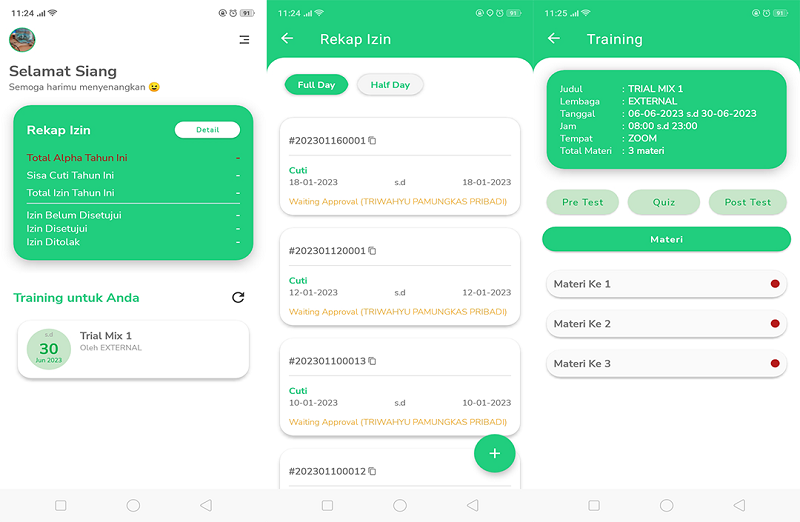 11:24
91
Selamat Siang
Semoga harimu menyenangkan 😉
Rekap Izin
Detail
Total Alpha Tahun Ini -
Sisa Cuti Tahun Ini -
Total Izin Tahun Ini -
Izin Belum Disetujui -
Izin Disetujui -
Izin Ditolak -
Training untuk Anda
s.d
30
Jun 2023
Trial Mix 1
Oleh EXTERNAL
11:24
91
Rekap Izin
Full Day
Half Day
#202301160001
Cuti
18-01-2023 s.d 18-01-2023
Waiting Approval (TRIWAHYU PAMUNGKAS PRIBADI)
#202301120001
Cuti
12-01-2023 s.d 12-01-2023
Waiting Approval (TRIWAHYU PAMUNGKAS PRIBADI)
#202301100013
Cuti
10-01-2023 s.d 10-01-2023
Waiting Approval (TRIWAHYU PAMUNGKAS PRIBADI)
#202301100012
+
11:25
91
Training
Judul : TRIAL MIX 1
Lembaga : EXTERNAL
Tanggal : 06-06-2023 s.d 30-06-2023
Jam : 08:00 s.d 23:00
Tempat : ZOOM
Total Materi : 3 materi
Pre Test
Quiz
Post Test
Materi
Materi Ke 1
Materi Ke 2
Materi Ke 3